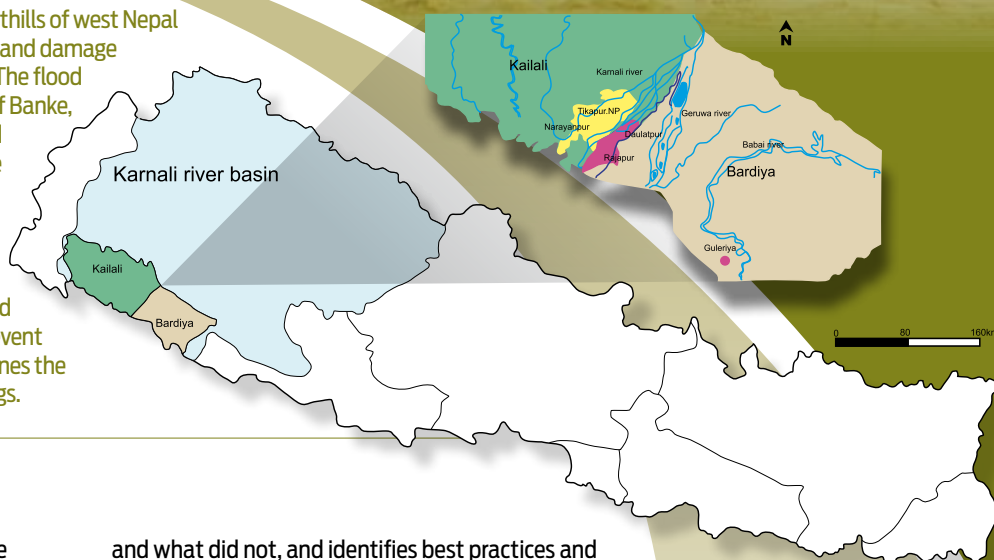 thills of west Nepal
and damage
The flood
f Banke,
d
vent
nes the
gs.
Karnali river basin
Kailali
Bardiya
N
Kailali
Karnali river
Tikapur.NP
Narayanpur
Daulatpur
Rajapur
Geruwa river
Babai river
Bardiya
Guleriya
0 80 160km
and what did not, and identifies best practices and